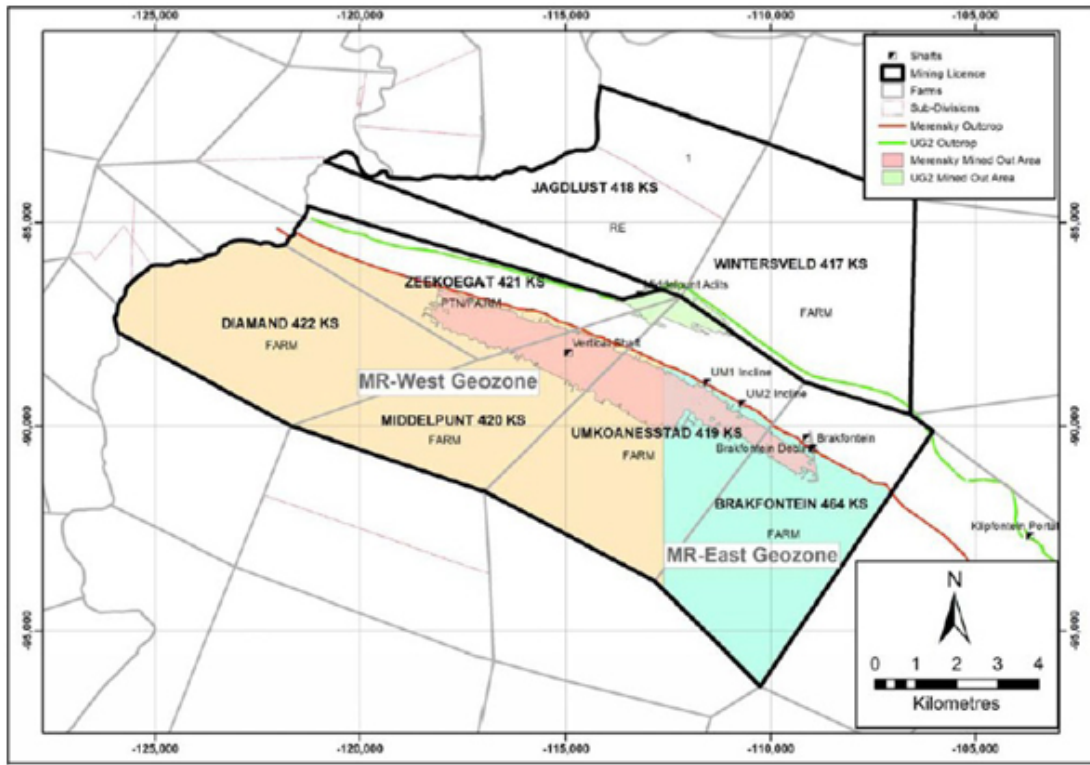 -125,000
-120,000
-115,000
-110,000
-105,000
Shafts
Mining Licence
Farms
Sub-Divisions
Merensky Outcrop
UG2 Outcrop
Merensky Mined Out Area
UG2 Mined Out Area
1
JAGDLUST 418 KS
RE
-85,000
-85,000
WINTERSVELD 417 KS
FARM
ZEEKOEGAT 421 KS
PTN/FARM
Middelpunt Adits
DIAMAND 422 KS
FARM
Vertical Shaft
MR-West Geozone
UM1 Incline
UM2 Incline
MIDDELPUNT 420 KS
FARM
UMKOANESSTAD 419 KS
FARM
Brakfontein
Brakfontein
-90,000
-90,000
BRAKFONTEIN 464 KS
FARM
MR-East Geozone
Klipfontein Portal
N
0 1 2 3 4
Kilometres
-95,000
-95,000
-125,000
-120,000
-115,000
-110,000
-105,000